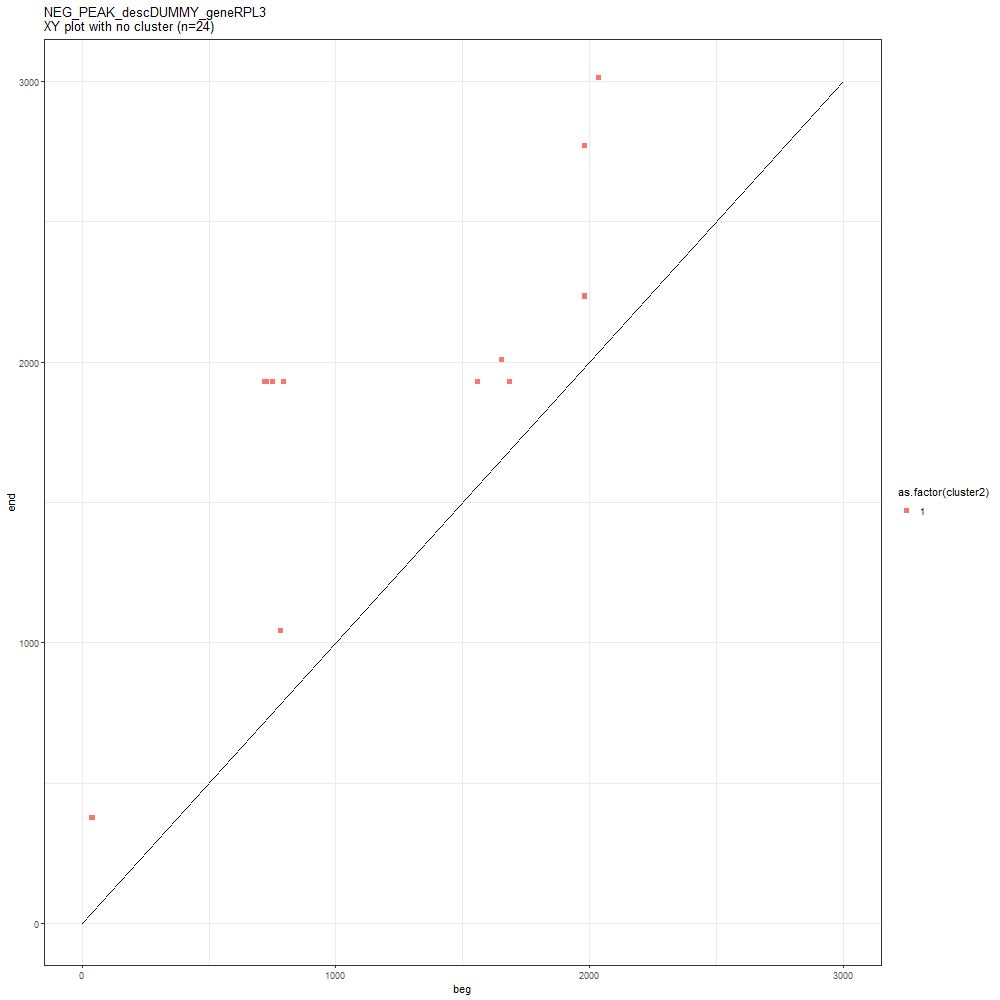 NEG_PEAK_descDUMMY_geneRPL3
XY plot with no cluster (n=24)
3000
2000
1000
0
end
0
1000
2000
3000
beg
as.factor(cluster2)
1